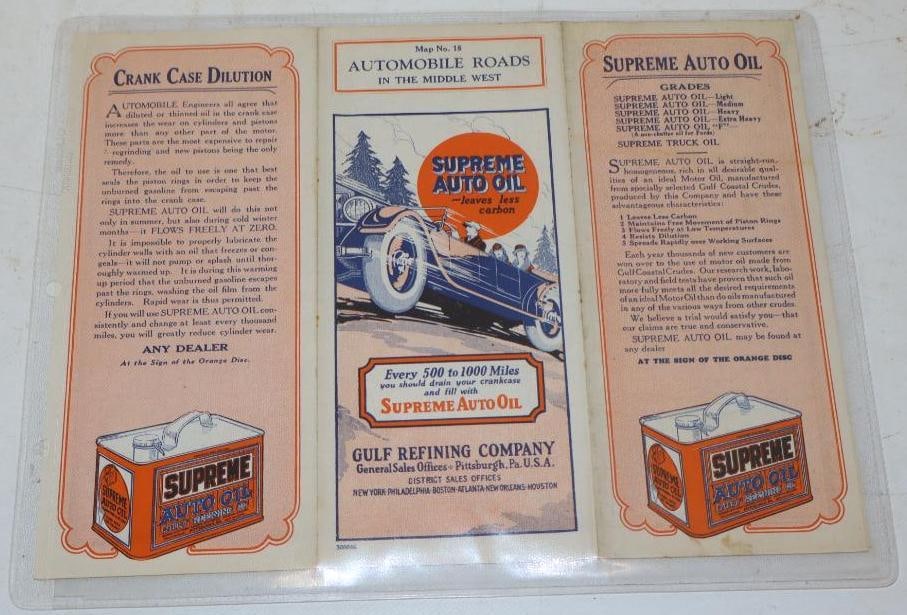 CRANK CASE DILUTION
AUTOMOBILE Engineers all agree that
diluted or thinned oil in the crank case
increases the wear on cylinders and pistons
more than any other part of the motor.
These parts are the most expensive to repair
regrinding and new pistons being the only
remedy.
Therefore, the oil to use is one that best
seals the piston rings in order to keep the
unburned gasoline from escaping past the
rings into the crank case.
SUPREME AUTO OIL will do this not
only in summer, but also during cold winter
months—it FLOWS FREELY AT ZERO.
It is impossible to properly lubricate the
cylinder walls with an oil that freezes or con-
geals—it will not pump or splash until thor-
oughly warmed up. It is during this warming
up period that the unburned gasoline escapes
past the rings, washing the oil film from the
cylinders. Rapid wear is thus permitted.
If you will use SUPREME AUTO OIL con-
sistently and change at least every thousand
miles, you will greatly reduce cylinder wear.
ANY DEALER
At the Sign of the Orange Disc.
SUPREME
AUTO OIL
SUPREME
AUTO OIL
GULF REFINING CO.
Map No. 18
AUTOMOBILE ROADS
IN THE MIDDLE WEST
SUPREME
AUTO OIL
—leaves less
carbon
Every 500 to 1000 Miles
you should drain your crankcase
and fill with
SUPREME AUTO OIL
GULF REFINING COMPANY
General Sales Offices - Pittsburgh, Pa. U.S.A.
DISTRICT SALES OFFICES
NEW YORK-PHILADELPHIA-BOSTON-ATLANTA-NEW ORLEANS-HOUSTON
SUPREME AUTO OIL
GRADES
SUPREME AUTO OIL—Light
SUPREME AUTO OIL—Medium
SUPREME AUTO OIL—Heavy
SUPREME AUTO OIL—Extra Heavy
SUPREME AUTO OIL "F"—
(A non-chatter oil for Fords)
SUPREME TRUCK OIL
SUPREME AUTO OIL is straight-run,
homogeneous, rich in all desirable qual-
ities of an ideal Motor Oil, manufactured
from specially selected Gulf Coastal Crudes,
produced by this Company and have these
advantageous characteristics:
1 Leaves Less Carbon
2 Maintains Free Movement of Piston Rings
3 Flows Freely at Low Temperatures
4 Resists Dilution
5 Spreads Rapidly over Working Surfaces
Each year thousands of new customers are
won over to the use of motor oil made from
Gulf Coastal Crudes. Our research work, labo-
ratory and field tests have proven that such oil
more fully meets all the desired requirements
of an ideal Motor Oil than do oils manufactured
in any of the various ways from other crudes.
We believe a trial would satisfy you—that
our claims are true and conservative.
SUPREME AUTO OIL may be found at
any dealer
AT THE SIGN OF THE ORANGE DISC
SUPREME
AUTO OIL
SUPREME
AUTO OIL
GULF REFINING CO.